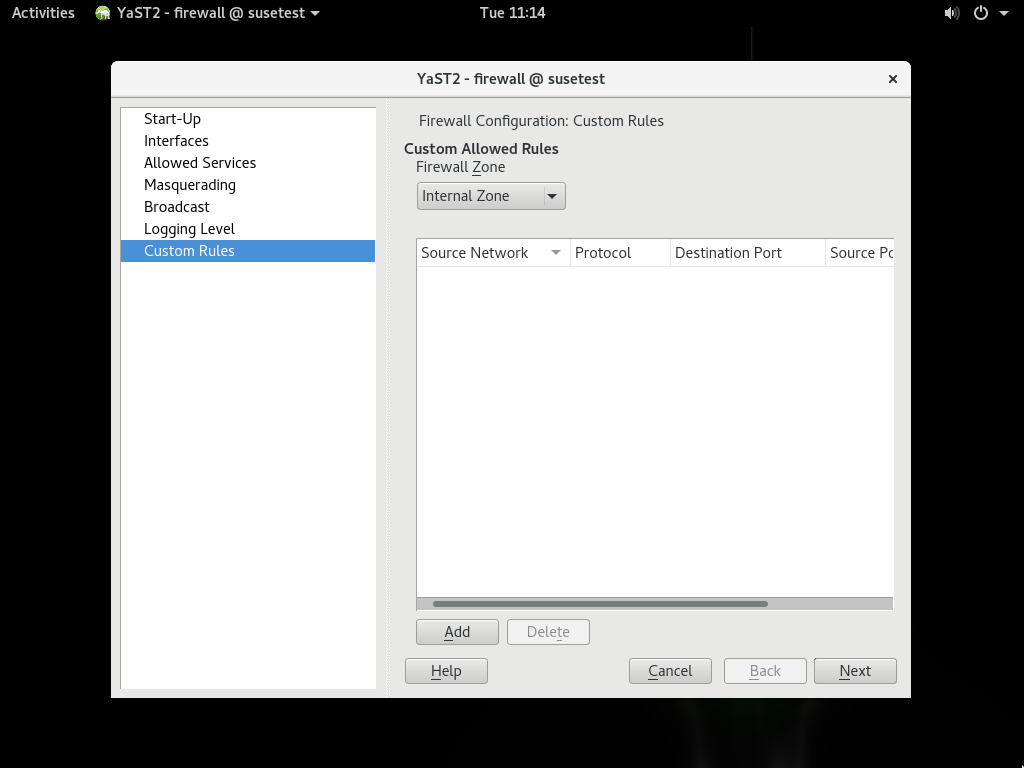 Activities YaST2 - firewall @ susetest Tue 11:14
YaST2 - firewall @ susetest ×
Start-Up
Interfaces
Allowed Services
Masquerading
Broadcast
Logging Level
Custom Rules
Firewall Configuration: Custom Rules
Custom Allowed Rules
Firewall Zone
Internal Zone
Source Network Protocol Destination Port Source Po
Add Delete
Help Cancel Back Next